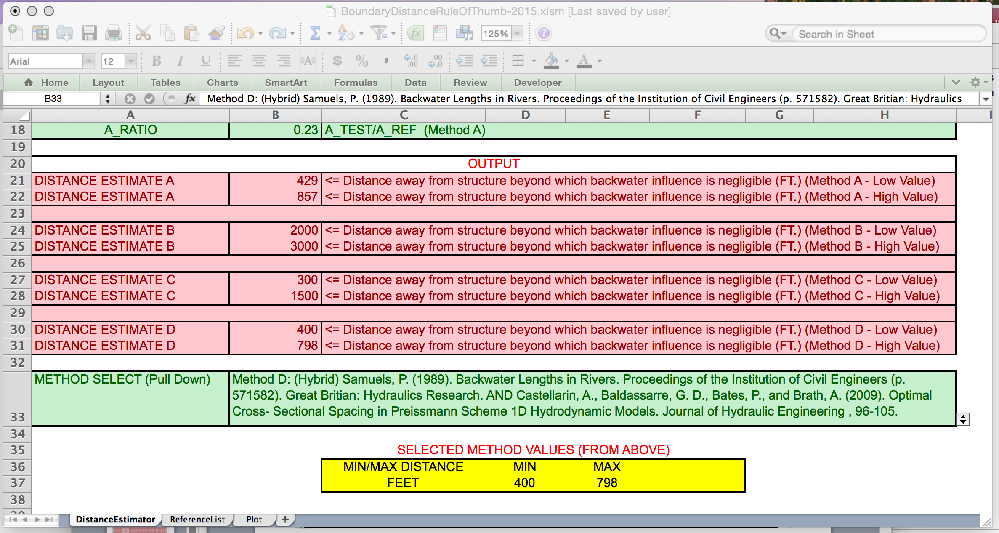 BoundaryDistanceRuleOfThumb-2015.xlsm [Last saved by user]
125% Search in Sheet
Arial 12 B I U A $ % , .0 .00 .00 .0 A
Home Layout Tables Charts SmartArt Formulas Data Review Developer
B33 fx Method D: (Hybrid) Samuels, P. (1989). Backwater Lengths in Rivers. Proceedings of the Institution of Civil Engineers (p. 571582). Great Britian: Hydraulics
A B C D E F G H I
18 A_RATIO 0.23 A_TEST/A_REF (Method A)
19
20 OUTPUT
21 DISTANCE ESTIMATE A 429 <= Distance away from structure beyond which backwater influence is negligible (FT.) (Method A - Low Value)
22 DISTANCE ESTIMATE A 857 <= Distance away from structure beyond which backwater influence is negligible (FT.) (Method A - High Value)
23
24 DISTANCE ESTIMATE B 2000 <= Distance away from structure beyond which backwater influence is negligible (FT.) (Method B - Low Value)
25 DISTANCE ESTIMATE B 3000 <= Distance away from structure beyond which backwater influence is negligible (FT.) (Method B - High Value)
26
27 DISTANCE ESTIMATE C 300 <= Distance away from structure beyond which backwater influence is negligible (FT.) (Method C - Low Value)
28 DISTANCE ESTIMATE C 1500 <= Distance away from structure beyond which backwater influence is negligible (FT.) (Method C - High Value)
29
30 DISTANCE ESTIMATE D 400 <= Distance away from structure beyond which backwater influence is negligible (FT.) (Method D - Low Value)
31 DISTANCE ESTIMATE D 798 <= Distance away from structure beyond which backwater influence is negligible (FT.) (Method D - High Value)
32
METHOD SELECT (Pull Down) Method D: (Hybrid) Samuels, P. (1989). Backwater Lengths in Rivers. Proceedings of the Institution of Civil Engineers (p.
571582). Great Britian: Hydraulics Research. AND Castellarin, A., Baldassarre, G. D., Bates, P., and Brath, A. (2009). Optimal
33 Cross- Sectional Spacing in Preissmann Scheme 1D Hydrodynamic Models. Journal of Hydraulic Engineering , 96-105.
34
35 SELECTED METHOD VALUES (FROM ABOVE)
36 MIN/MAX DISTANCE MIN MAX
37 FEET 400 798
38
DistanceEstimator ReferenceList Plot +